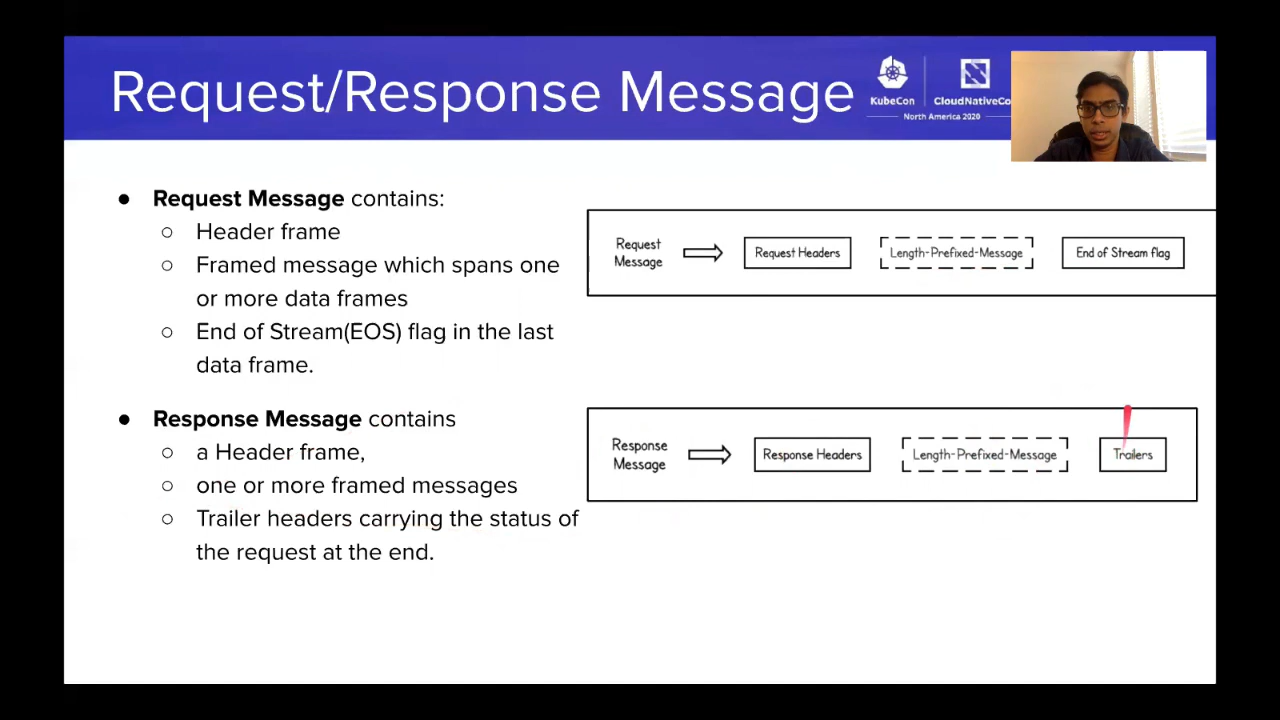 Request/Response Message
KubeCon
CloudNativeCo
North America 2020
● Request Message contains:
○ Header frame
○ Framed message which spans one
or more data frames
○ End of Stream(EOS) flag in the last
data frame.
Request
Message
Request Headers
Length-Prefixed-Message
End of Stream flag
● Response Message contains
○ a Header frame,
○ one or more framed messages
○ Trailer headers carrying the status of
the request at the end.
Response
Message
Response Headers
Length-Prefixed-Message
Trailers